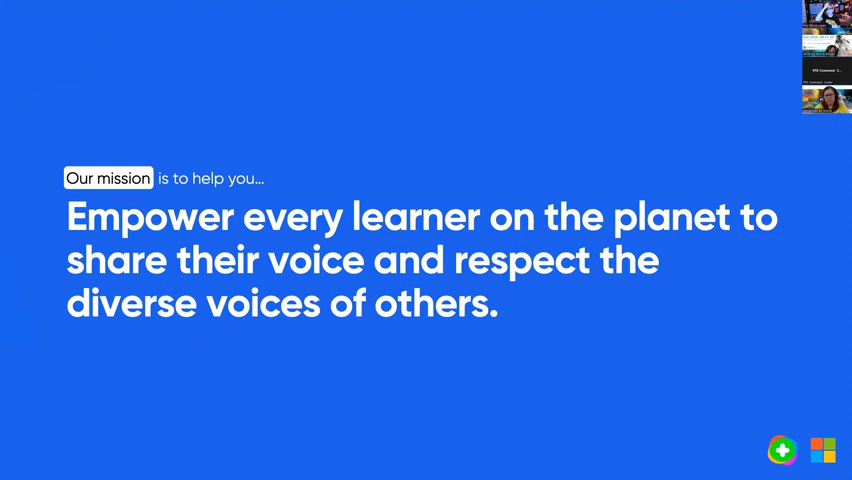 Our mission is to help you...
Empower every learner on the planet to
share their voice and respect the
diverse voices of others.